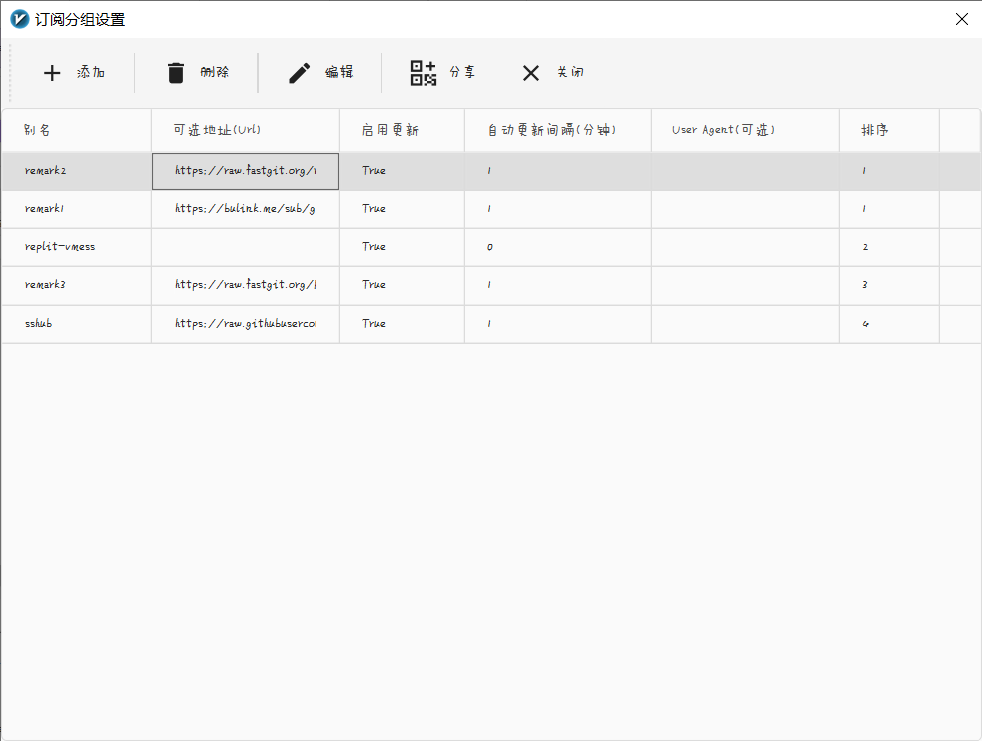 订阅分组设置
添加 删除 编辑 分享 关闭
别名 可选地址(Url) 启用更新 自动更新间隔(分钟) User Agent(可选) 排序
remark2 https://raw.fastgit.org/ True 1 1
remark1 https://bulink.me/sub/g True 1 1
replit-vmess True 0 2
remark3 https://raw.fastgit.org/ True 1 3
sshub https://raw.githubuserco True 1 4